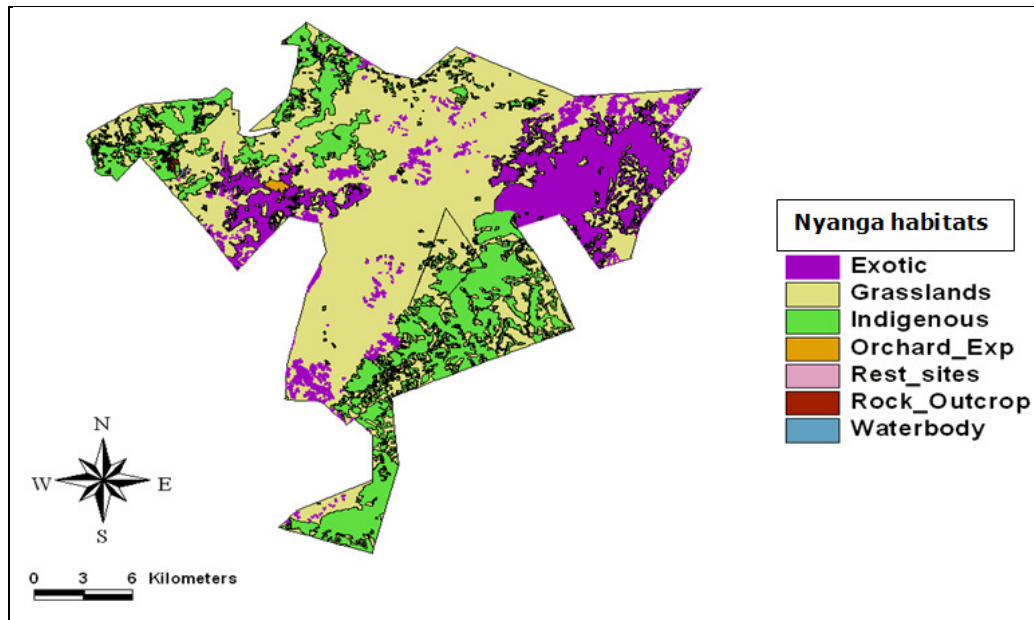 Nyanga habitats
Exotic
Grasslands
Indigenous
Orchard_Exp
Rest_sites
Rock_Outcrop
Waterbody
N
W E
S
0 3 6 Kilometers